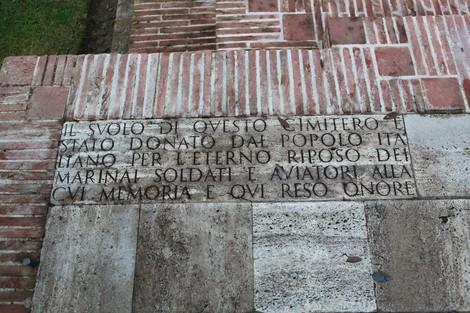 IL SVOLO DI QVESTO CIMITERO E
STATO DONATO DAL POPOLO ITA
LIANO PER L'ETERNO RIPOSO DEI
MARINAI SOLDATI E AVIATORI ALLA
CVI MEMORIA E QVI RESO ONORE